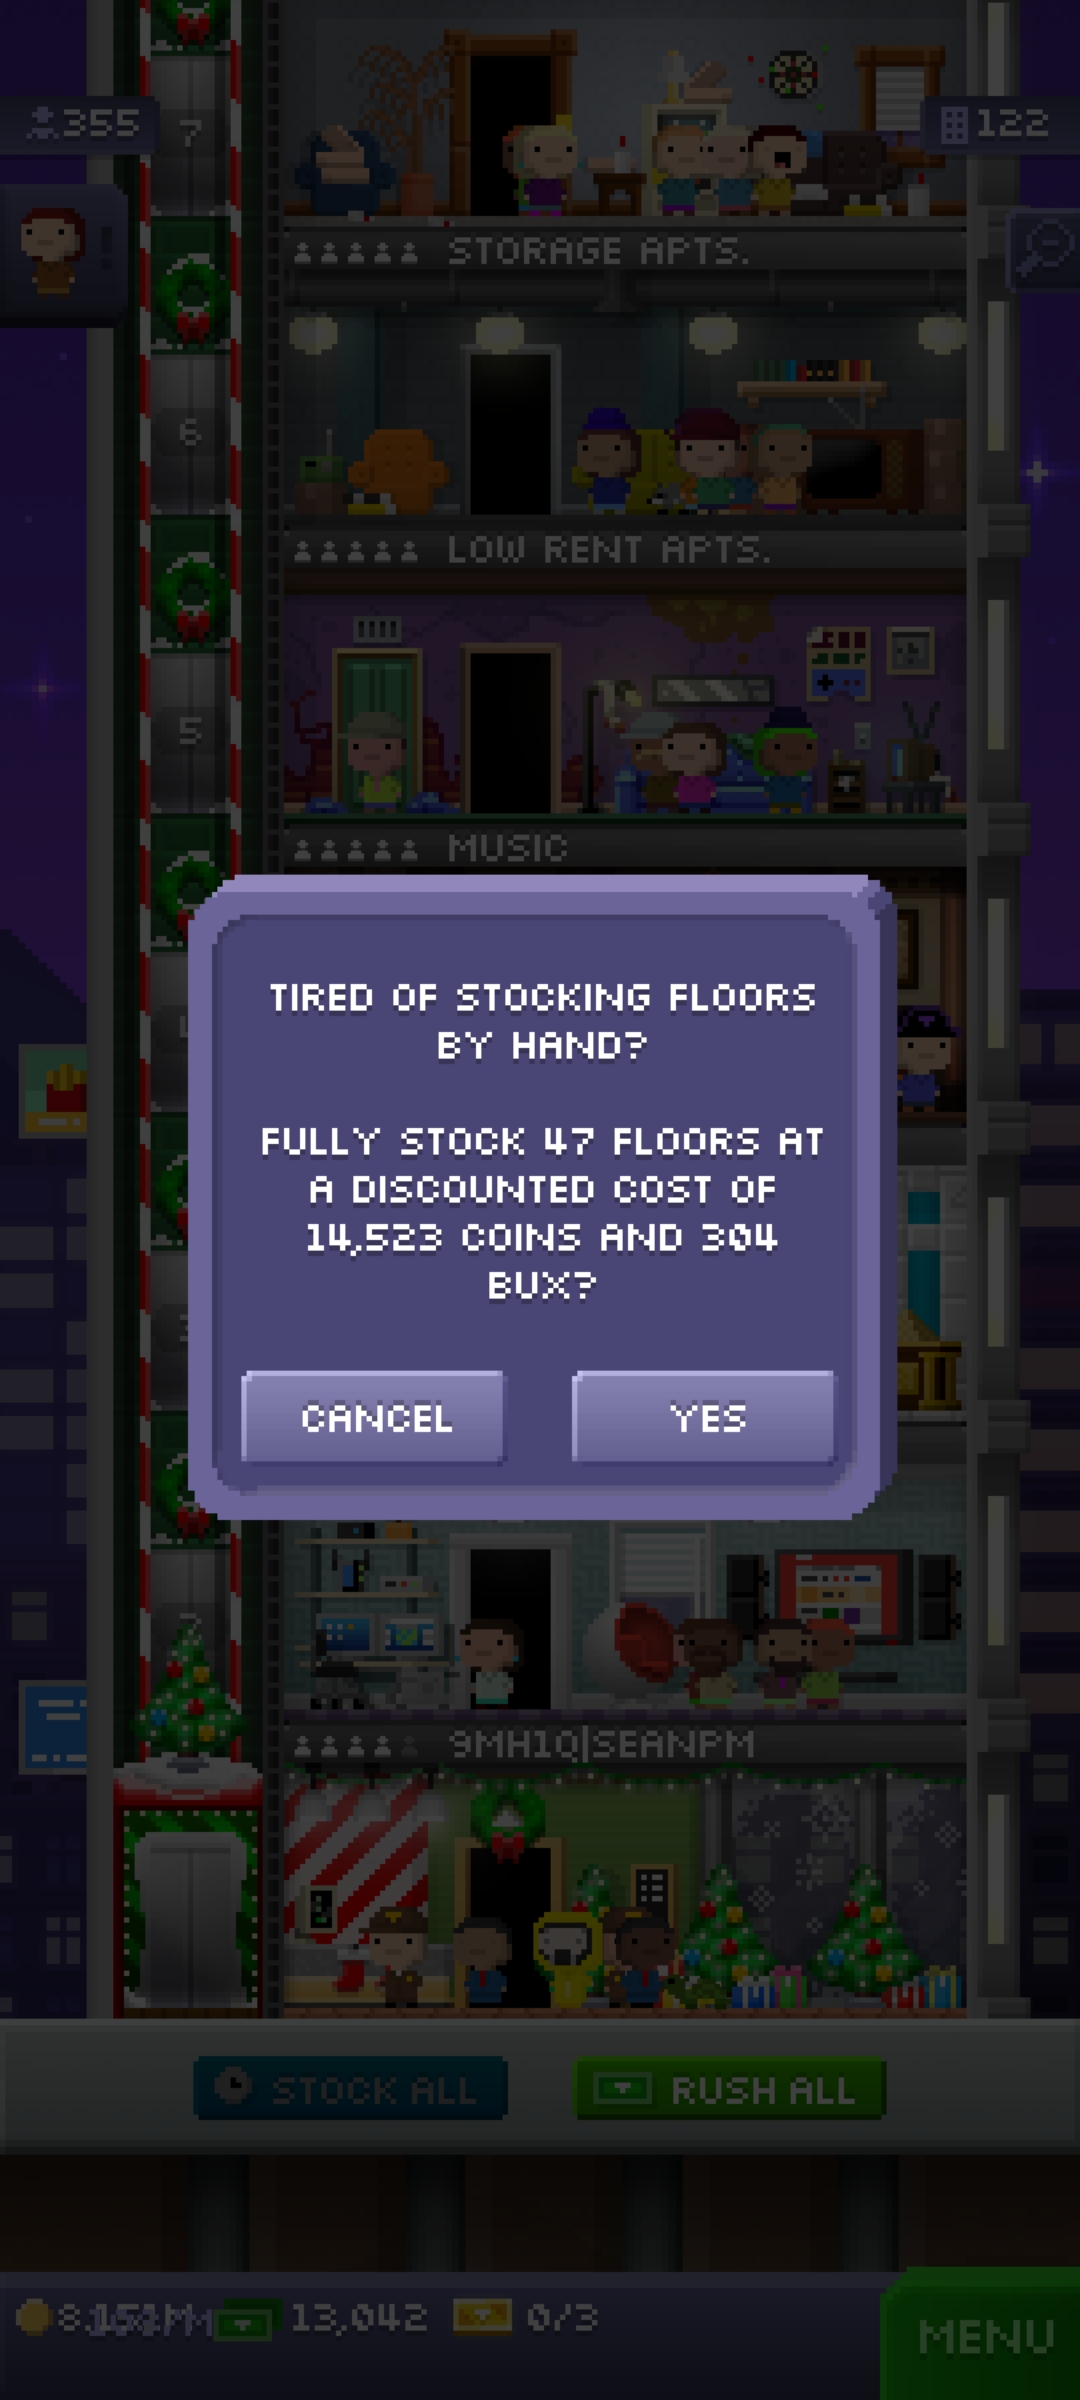 355
7
122
STORAGE APTS.
6
LOW RENT APTS.
5
MUSIC
TIRED OF STOCKING FLOORS
BY HAND?
FULLY STOCK 47 FLOORS AT
A DISCOUNTED COST OF
14,523 COINS AND 304
BUX?
CANCEL
YES
9MH1Q|SEANPM
STOCK ALL
RUSH ALL
13,042
0/3
MENU